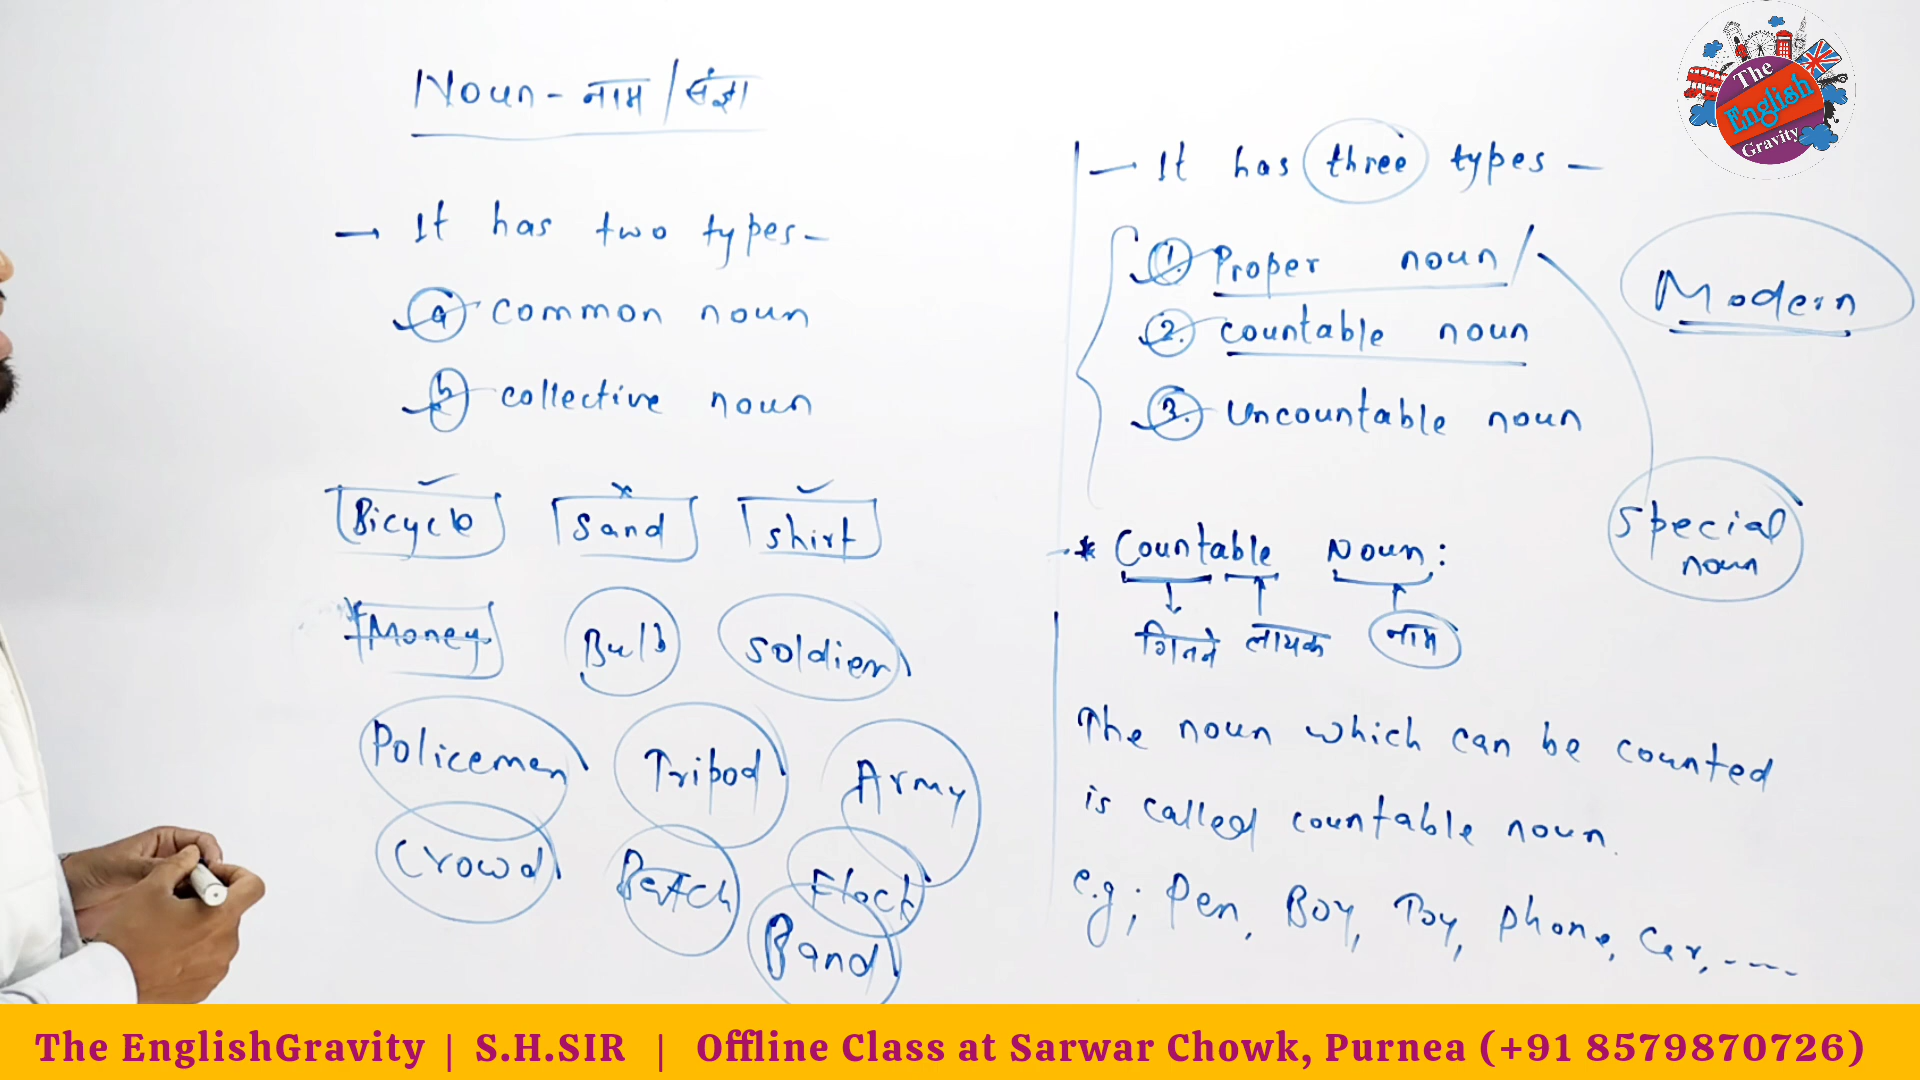 Noun - नाम / संज्ञा
→ It has two types -
(a) common noun
(b) collective noun
Bicycle Sand shirt
Money Bulb soldier
Policemen Tripod Army
Crowd Batch Flock
Band
→ It has three types -
1. Proper noun /
2. countable noun
3. Uncountable noun
Modern
special
noun
* Countable Noun:
गिनने लायक नाम
The noun which can be counted
is called countable noun.
e.g; Pen, Boy, Toy, phone, Car, ----
The
English
Gravity
The EnglishGravity | S.H.SIR | Offline Class at Sarwar Chowk, Purnea (+91 8579870726)